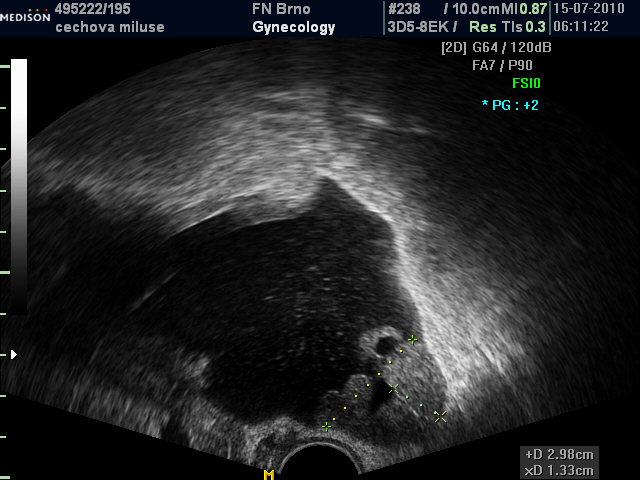 MEDISON 495222/195 FN Brno #238 / 10.0cm MI 0.87 15-07-2010
cechova miluse Gynecology 3D5-8EK / Res TIs 0.3 06:11:22
[2D] G64 / 120dB
FA7 / P90
FSI0
* PG : +2
+D 2.98cm
xD 1.33cm
M